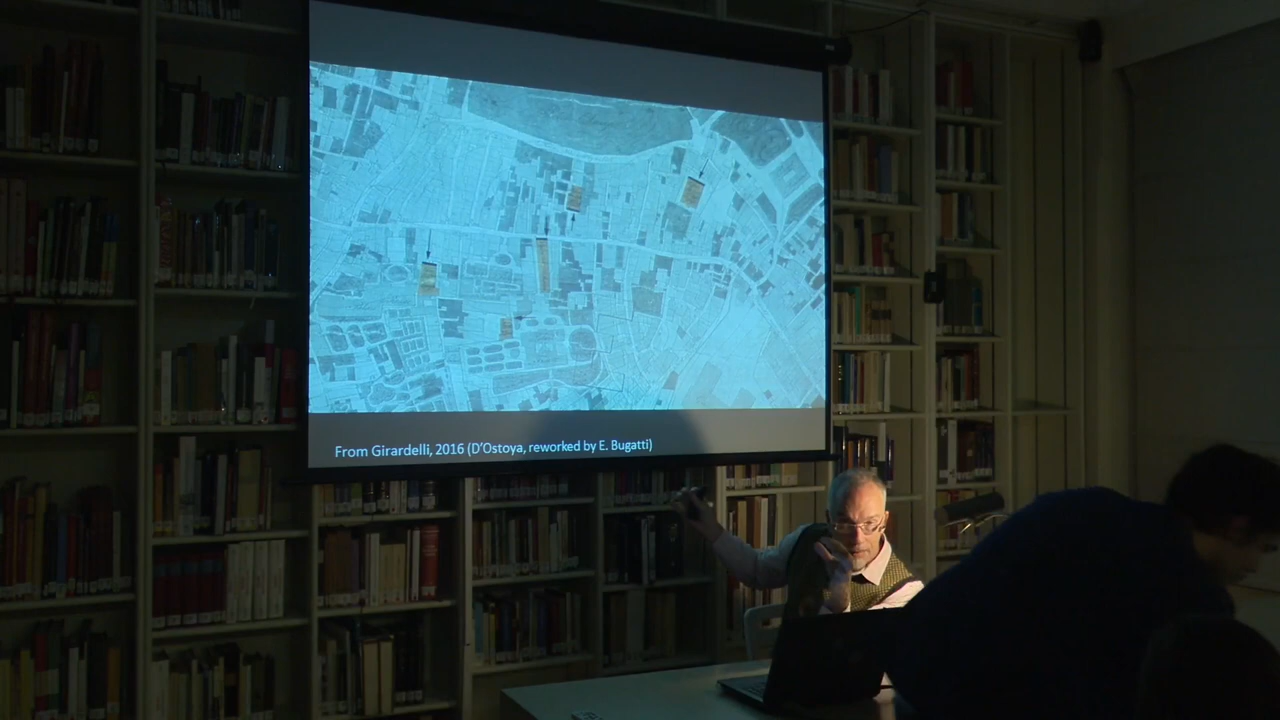 From Girardelli, 2016 (D'Ostoya, reworked by E. Bugatti)